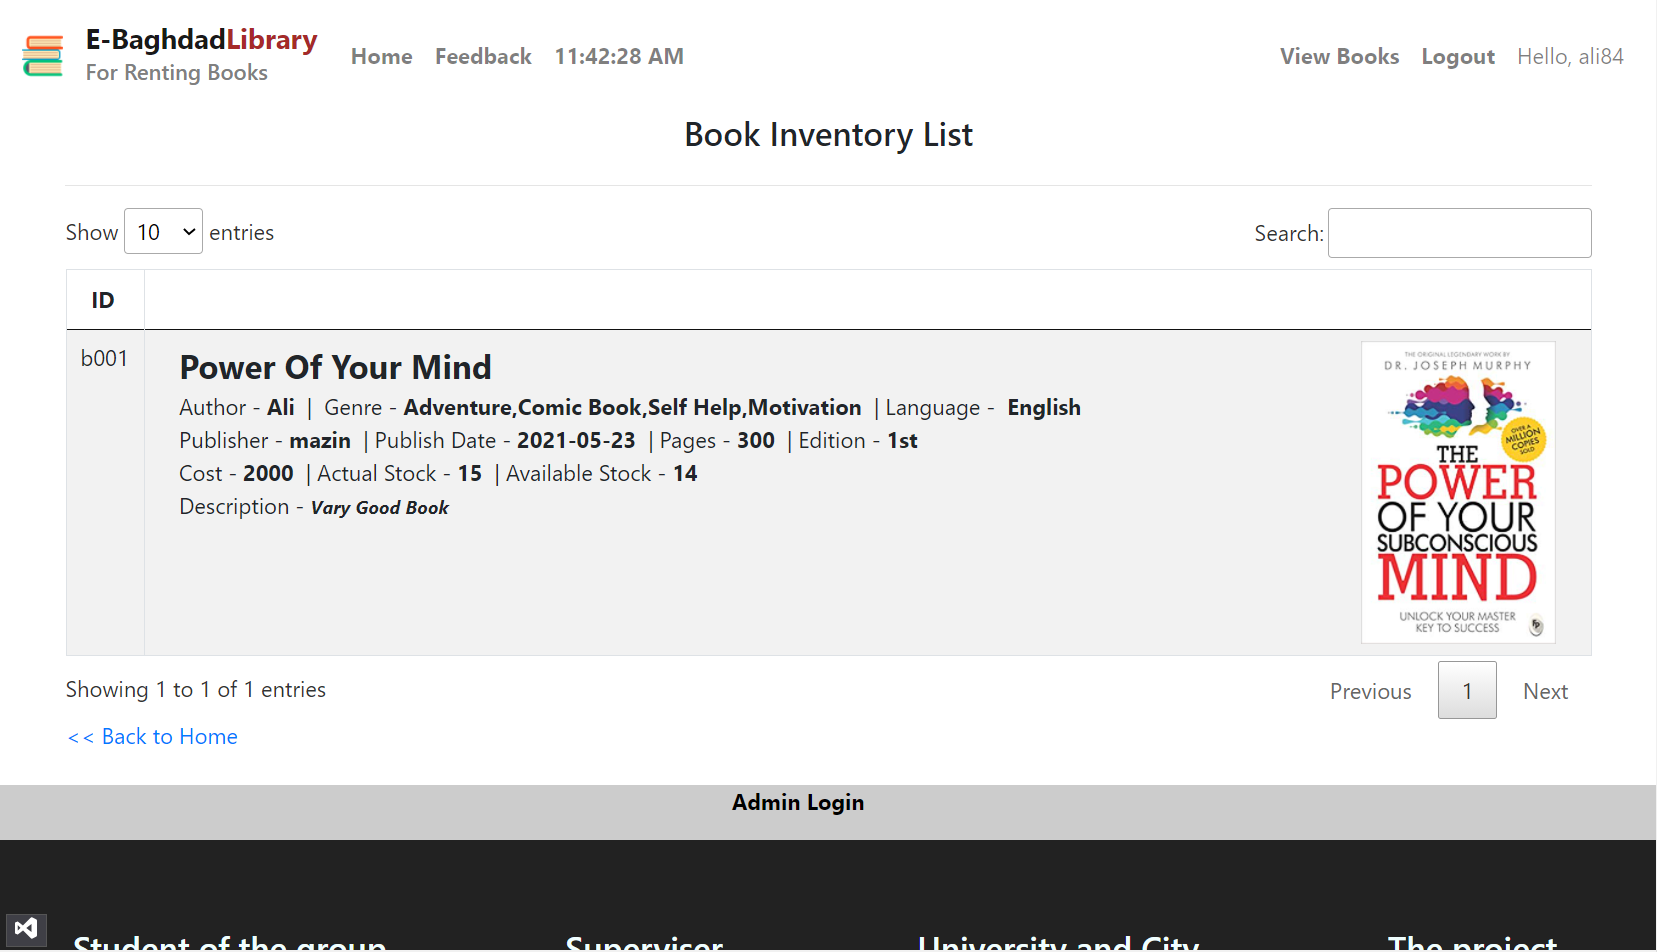 E-BaghdadLibrary
For Renting Books
Home Feedback 11:42:28 AM
View Books Logout Hello, ali84
Book Inventory List
Show 10 entries
Search:
ID
b001
Power Of Your Mind
Author - Ali | Genre - Adventure,Comic Book,Self Help,Motivation | Language - English
Publisher - mazin | Publish Date - 2021-05-23 | Pages - 300 | Edition - 1st
Cost - 2000 | Actual Stock - 15 | Available Stock - 14
Description - Vary Good Book
THE ORIGINAL LEGENDARY WORK BY
DR. JOSEPH MURPHY
OVER A
MILLION
COPIES
SOLD
THE
POWER
OF YOUR
SUBCONSCIOUS
MIND
UNLOCK YOUR MASTER
KEY TO SUCCESS
FP
Showing 1 to 1 of 1 entries
Previous 1 Next
<< Back to Home
Admin Login
Student of the group
Superviser
University and City
The project